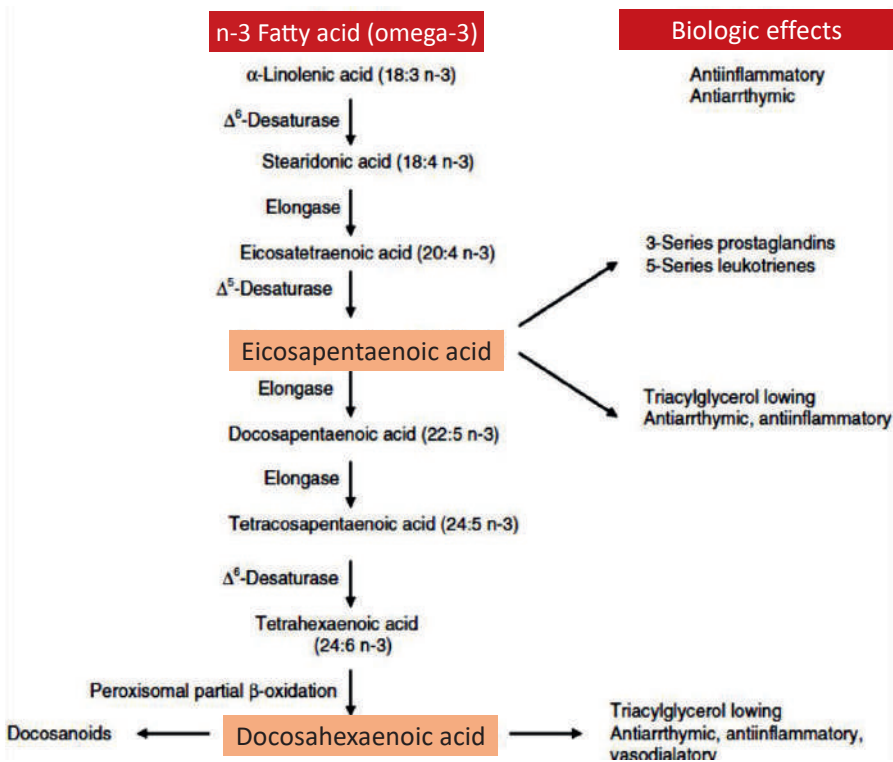 n-3 Fatty acid (omega-3)
Biologic effects
α-Linolenic acid (18:3 n-3)
Antiinflammatory
Antiarrthymic
Δ⁶-Desaturase
Stearidonic acid (18:4 n-3)
Elongase
Eicosatetraenoic acid (20:4 n-3)
3-Series prostaglandins
5-Series leukotrienes
Δ⁵-Desaturase
Eicosapentaenoic acid
Elongase
Triacylglycerol lowing
Antiarrthymic, antiinflammatory
Docosapentaenoic acid (22:5 n-3)
Elongase
Tetracosapentaenoic acid (24:5 n-3)
Δ⁶-Desaturase
Tetrahexaenoic acid
(24:6 n-3)
Peroxisomal partial β-oxidation
Docosanoids
Docosahexaenoic acid
Triacylglycerol lowing
Antiarrthymic, antiinflammatory,
vasodialatory